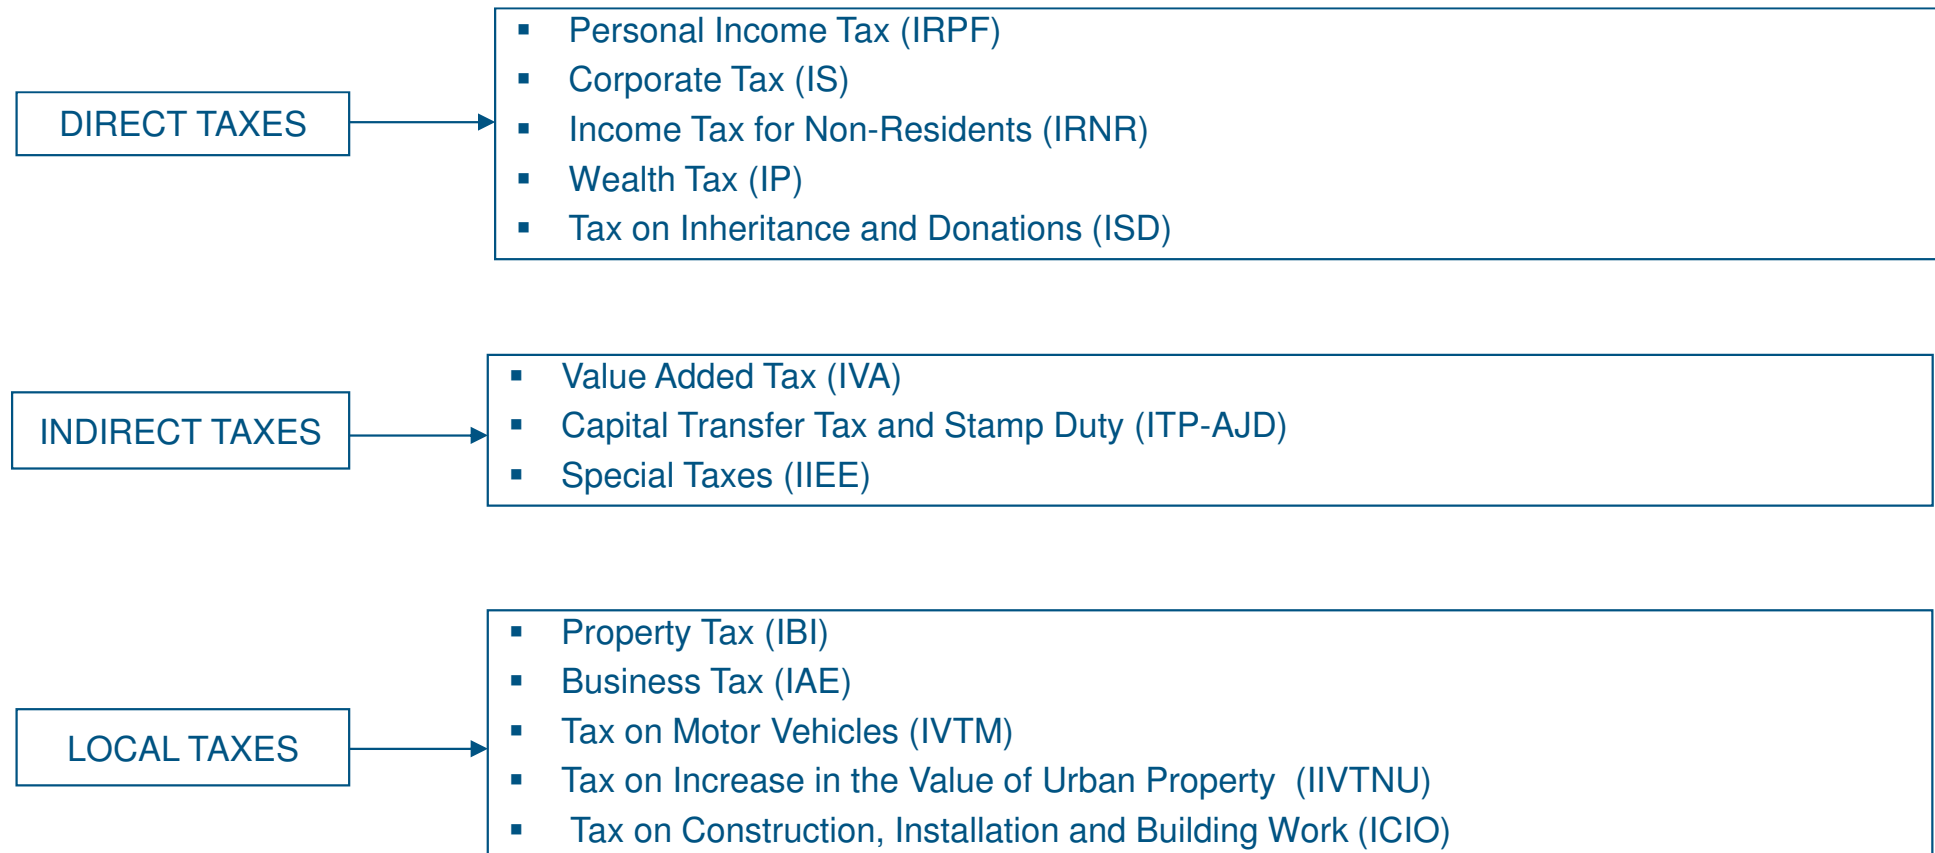 DIRECT TAXES
▪ Personal Income Tax (IRPF)
▪ Corporate Tax (IS)
▪ Income Tax for Non-Residents (IRNR)
▪ Wealth Tax (IP)
▪ Tax on Inheritance and Donations (ISD)
INDIRECT TAXES
▪ Value Added Tax (IVA)
▪ Capital Transfer Tax and Stamp Duty (ITP-AJD)
▪ Special Taxes (IIEE)
LOCAL TAXES
▪ Property Tax (IBI)
▪ Business Tax (IAE)
▪ Tax on Motor Vehicles (IVTM)
▪ Tax on Increase in the Value of Urban Property (IIVTNU)
▪ Tax on Construction, Installation and Building Work (ICIO)